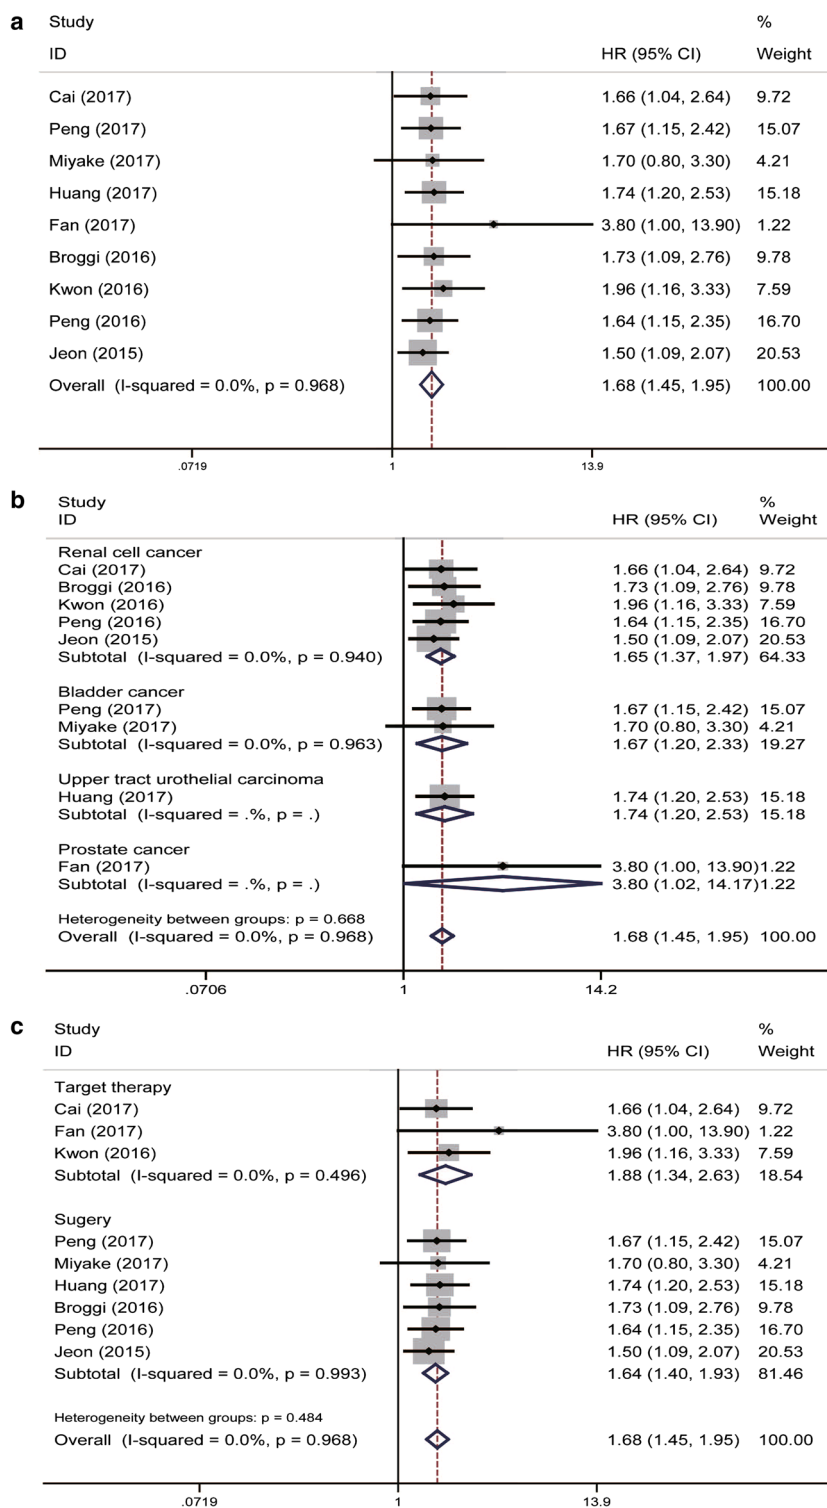 a
Study %
ID HR (95% CI) Weight
Cai (2017) 1.66 (1.04, 2.64) 9.72
Peng (2017) 1.67 (1.15, 2.42) 15.07
Miyake (2017) 1.70 (0.80, 3.30) 4.21
Huang (2017) 1.74 (1.20, 2.53) 15.18
Fan (2017) 3.80 (1.00, 13.90) 1.22
Broggi (2016) 1.73 (1.09, 2.76) 9.78
Kwon (2016) 1.96 (1.16, 3.33) 7.59
Peng (2016) 1.64 (1.15, 2.35) 16.70
Jeon (2015) 1.50 (1.09, 2.07) 20.53
Overall (I-squared = 0.0%, p = 0.968) 1.68 (1.45, 1.95) 100.00
.0719 1 13.9
b
Study %
ID HR (95% CI) Weight
Renal cell cancer
Cai (2017) 1.66 (1.04, 2.64) 9.72
Broggi (2016) 1.73 (1.09, 2.76) 9.78
Kwon (2016) 1.96 (1.16, 3.33) 7.59
Peng (2016) 1.64 (1.15, 2.35) 16.70
Jeon (2015) 1.50 (1.09, 2.07) 20.53
Subtotal (I-squared = 0.0%, p = 0.940) 1.65 (1.37, 1.97) 64.33
Bladder cancer
Peng (2017) 1.67 (1.15, 2.42) 15.07
Miyake (2017) 1.70 (0.80, 3.30) 4.21
Subtotal (I-squared = 0.0%, p = 0.963) 1.67 (1.20, 2.33) 19.27
Upper tract urothelial carcinoma
Huang (2017) 1.74 (1.20, 2.53) 15.18
Subtotal (I-squared = .%, p = .) 1.74 (1.20, 2.53) 15.18
Prostate cancer
Fan (2017) 3.80 (1.00, 13.90) 1.22
Subtotal (I-squared = .%, p = .) 3.80 (1.02, 14.17) 1.22
Heterogeneity between groups: p = 0.668
Overall (I-squared = 0.0%, p = 0.968) 1.68 (1.45, 1.95) 100.00
.0706 1 14.2
c
Study %
ID HR (95% CI) Weight
Target therapy
Cai (2017) 1.66 (1.04, 2.64) 9.72
Fan (2017) 3.80 (1.00, 13.90) 1.22
Kwon (2016) 1.96 (1.16, 3.33) 7.59
Subtotal (I-squared = 0.0%, p = 0.496) 1.88 (1.34, 2.63) 18.54
Sugery
Peng (2017) 1.67 (1.15, 2.42) 15.07
Miyake (2017) 1.70 (0.80, 3.30) 4.21
Huang (2017) 1.74 (1.20, 2.53) 15.18
Broggi (2016) 1.73 (1.09, 2.76) 9.78
Peng (2016) 1.64 (1.15, 2.35) 16.70
Jeon (2015) 1.50 (1.09, 2.07) 20.53
Subtotal (I-squared = 0.0%, p = 0.993) 1.64 (1.40, 1.93) 81.46
Heterogeneity between groups: p = 0.484
Overall (I-squared = 0.0%, p = 0.968) 1.68 (1.45, 1.95) 100.00
.0719 1 13.9